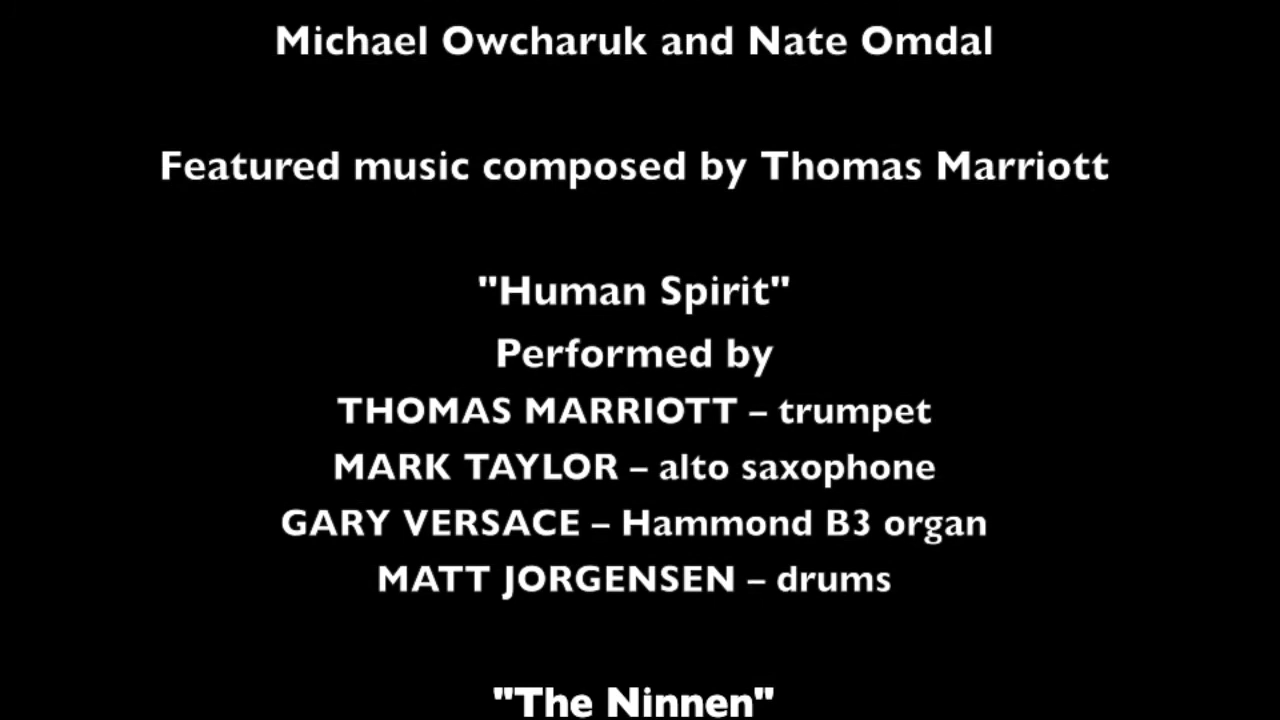 Michael Owcharuk and Nate Omdal
Featured music composed by Thomas Marriott
"Human Spirit"
Performed by
THOMAS MARRIOTT – trumpet
MARK TAYLOR – alto saxophone
GARY VERSACE – Hammond B3 organ
MATT JORGENSEN – drums
"The Ninnen"